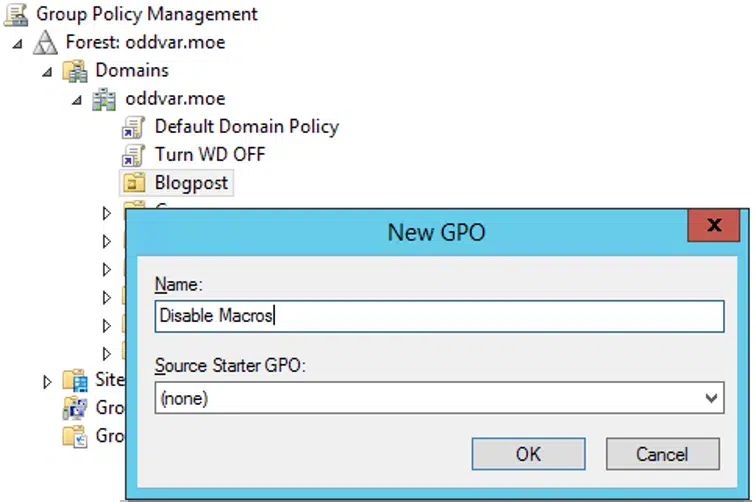 Group Policy Management
Forest: oddvar.moe
Domains
oddvar.moe
Default Domain Policy
Turn WD OFF
Blogpost
New GPO
x
Name:
Disable Macros
Source Starter GPO:
(none)
Site
Gro
Gro
OK Cancel